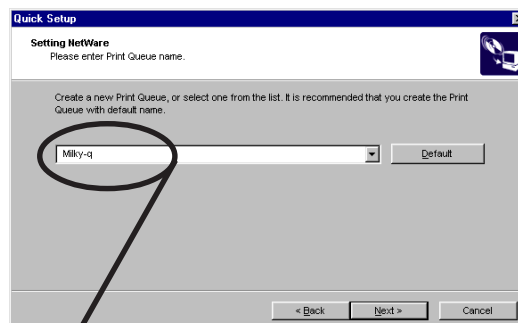 Quick Setup
Setting NetWare
Please enter Print Queue name.
Create a new Print Queue, or select one from the list. It is recommended that you create the Print
Queue with default name.
Milky-q
Default
< Back
Next >
Cancel